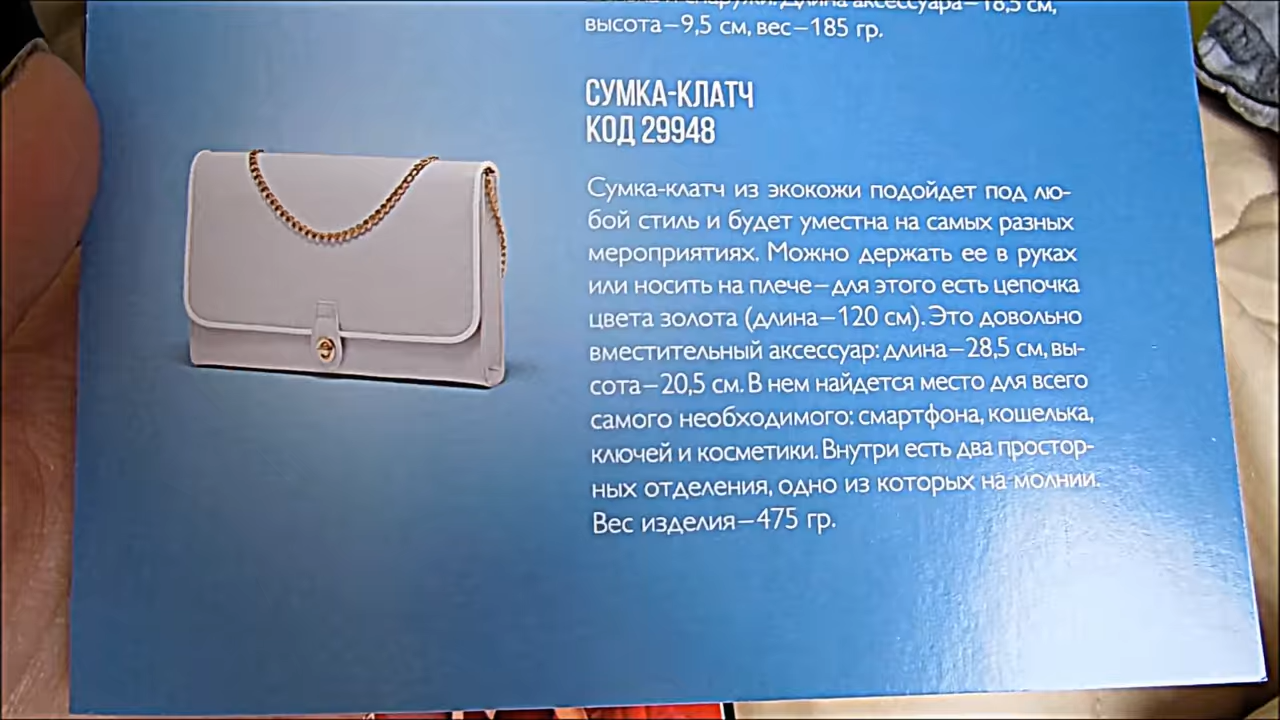 аксессуара–18,5 см,
высота–9,5 см, вес–185 гр.
СУМКА-КЛАТЧ
КОД 29948
Сумка-клатч из экокожи подойдет под лю-
бой стиль и будет уместна на самых разных
мероприятиях. Можно держать ее в руках
или носить на плече–для этого есть цепочка
цвета золота (длина–120 см). Это довольно
вместительный аксессуар: длина–28,5 см, вы-
сота–20,5 см. В нем найдется место для всего
самого необходимого: смартфона, кошелька,
ключей и косметики. Внутри есть два простор-
ных отделения, одно из которых на молнии.
Вес изделия–475 гр.